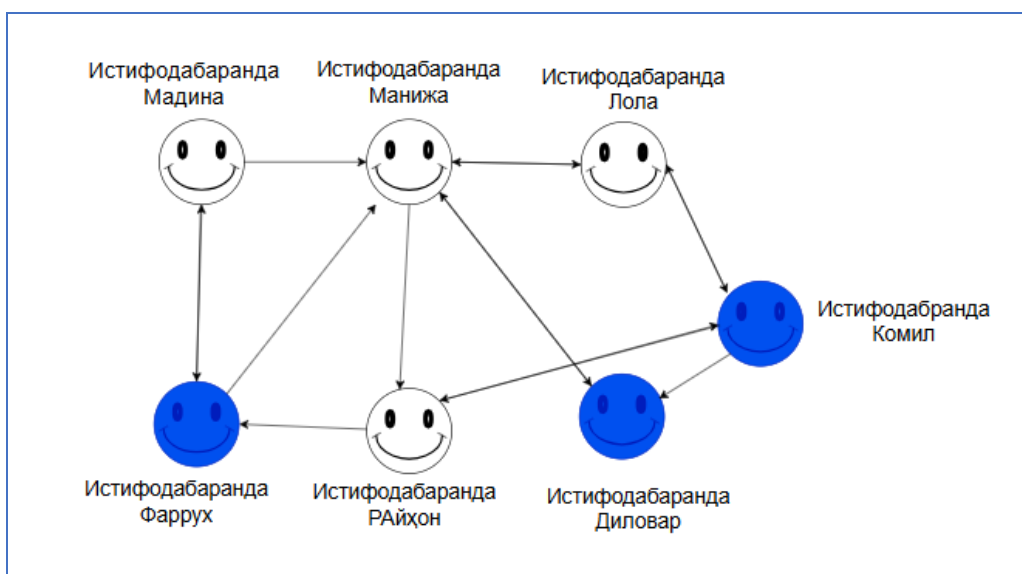 Истифодабаранда
Мадина
Истифодабаранда
Манижа
Истифодабаранда
Лола
Истифодабранда
Комил
Истифодабаранда
Фаррух
Истифодабаранда
РАйҳон
Истифодабаранда
Диловар